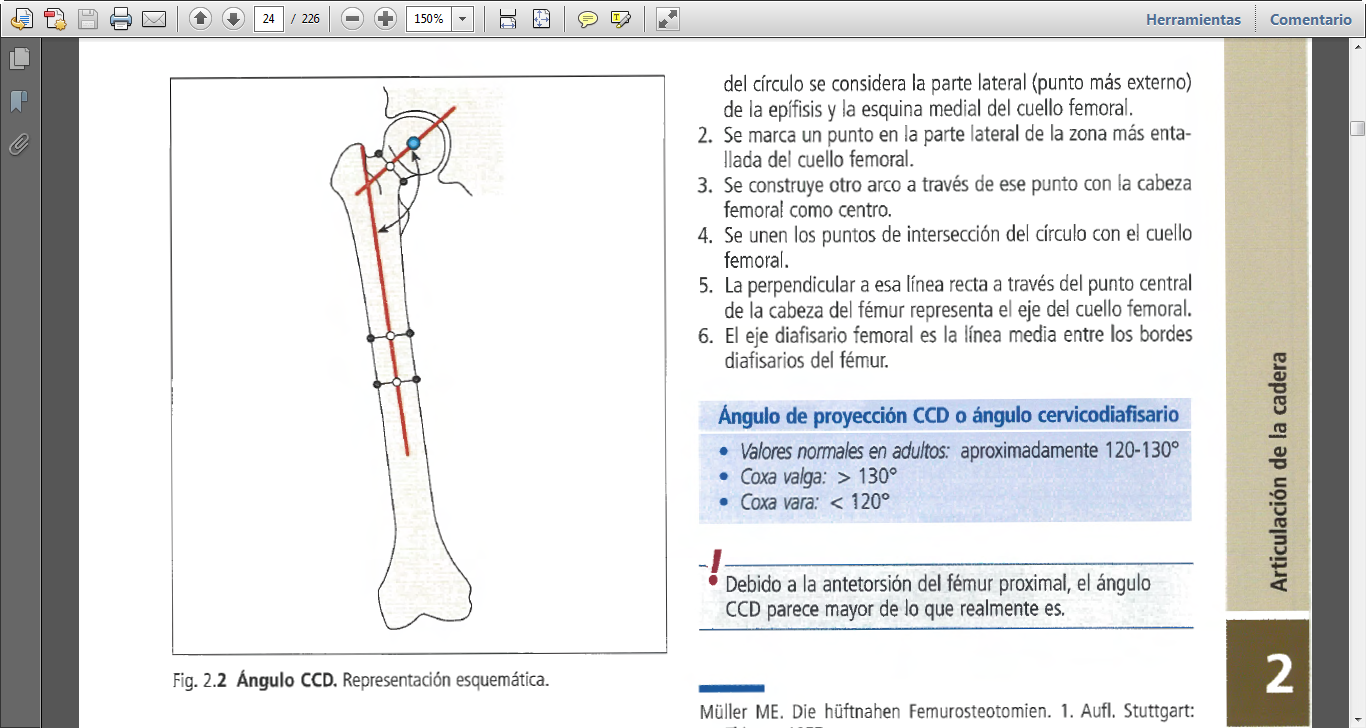 24 / 226
150%
Herramientas
Comentario
Fig. 2.2 Ángulo CCD. Representación esquemática.
del círculo se considera la parte lateral (punto más externo)
de la epífisis y la esquina medial del cuello femoral.
2. Se marca un punto en la parte lateral de la zona más enta-
llada del cuello femoral.
3. Se construye otro arco a través de ese punto con la cabeza
femoral como centro.
4. Se unen los puntos de intersección del círculo con el cuello
femoral.
5. La perpendicular a esa línea recta a través del punto central
de la cabeza del fémur representa el eje del cuello femoral.
6. El eje diafisario femoral es la línea media entre los bordes
diafisarios del fémur.
Ángulo de proyección CCD o ángulo cervicodiafisario
• Valores normales en adultos: aproximadamente 120-130°
• Coxa valga: > 130°
• Coxa vara: < 120°
! Debido a la antetorsión del fémur proximal, el ángulo
CCD parece mayor de lo que realmente es.
Müller ME. Die hüftnahen Femurosteotomien. 1. Aufl. Stuttgart:
Articulación de la cadera
2